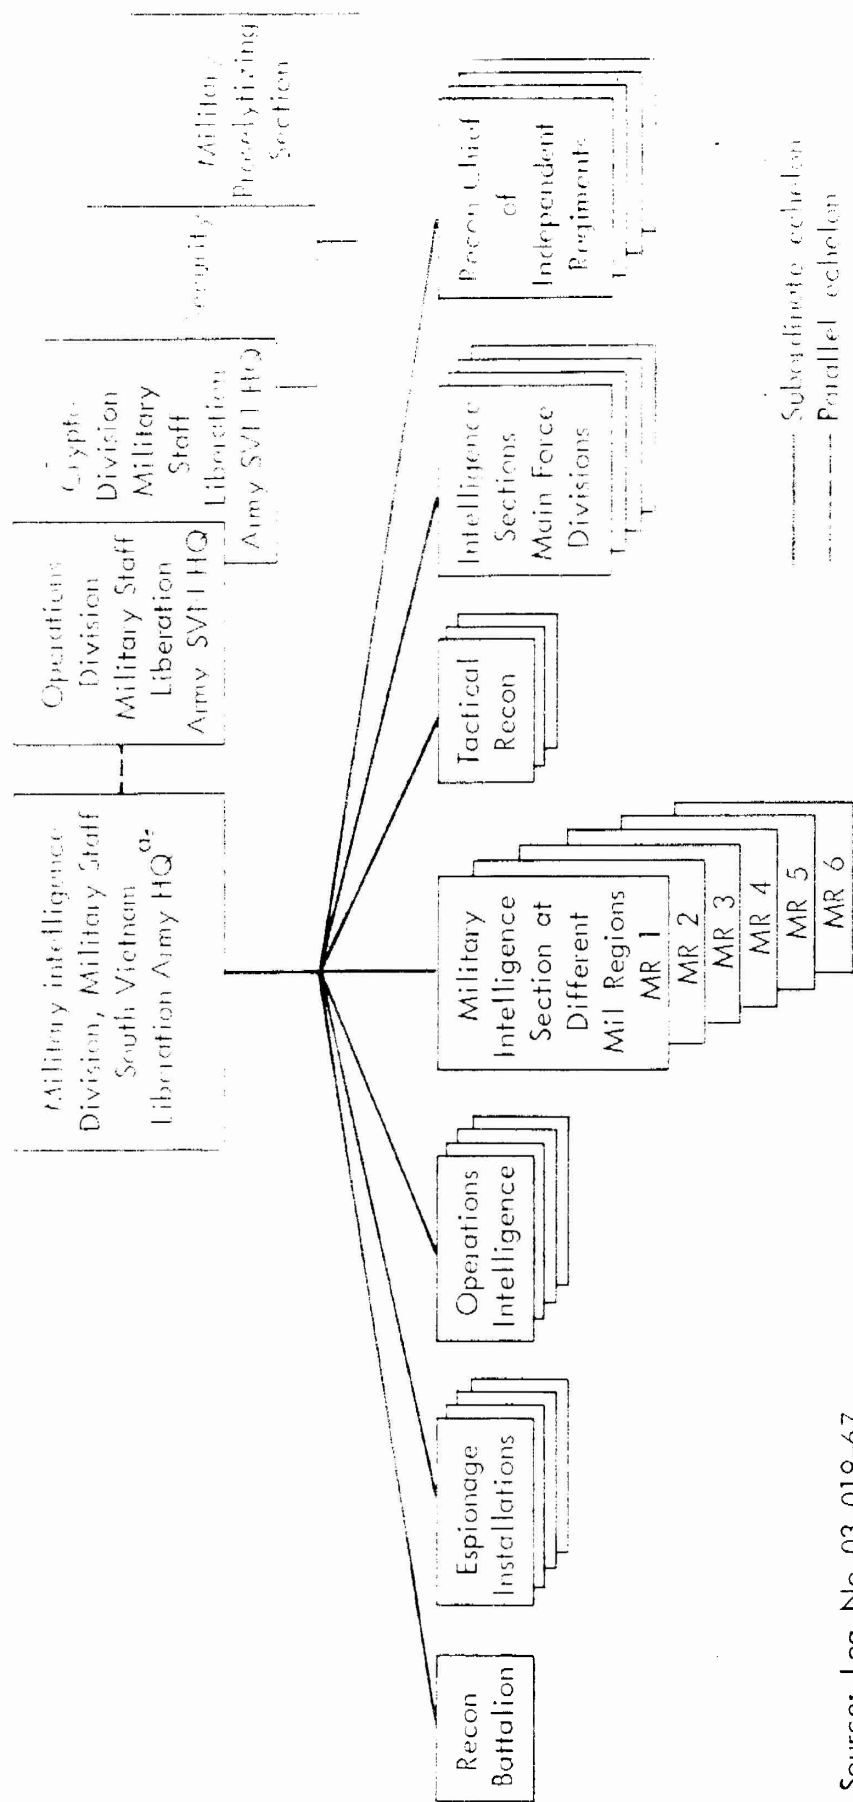 Military intelligence
Division, Military Staff
South Vietnam
Liberation Army HQ
Operations
Division
Military Staff
Liberation
Army SVN HQ
Crypto
Division
Military
Staff
Liberation
Army SVN HQ
Security
Military
Proselytizing
Section
Recon
Battalion
Espionage
Installations
Operations
Intelligence
Military
Intelligence
Section at
Different
Mil Regions
MR 1
MR 2
MR 3
MR 4
MR 5
MR 6
Tactical
Recon
Intelligence
Sections
Main Force
Divisions
Recon Chief
of
Independent
Regiments
Subordinate echelon
Parallel echelon
Source: Log No. 03